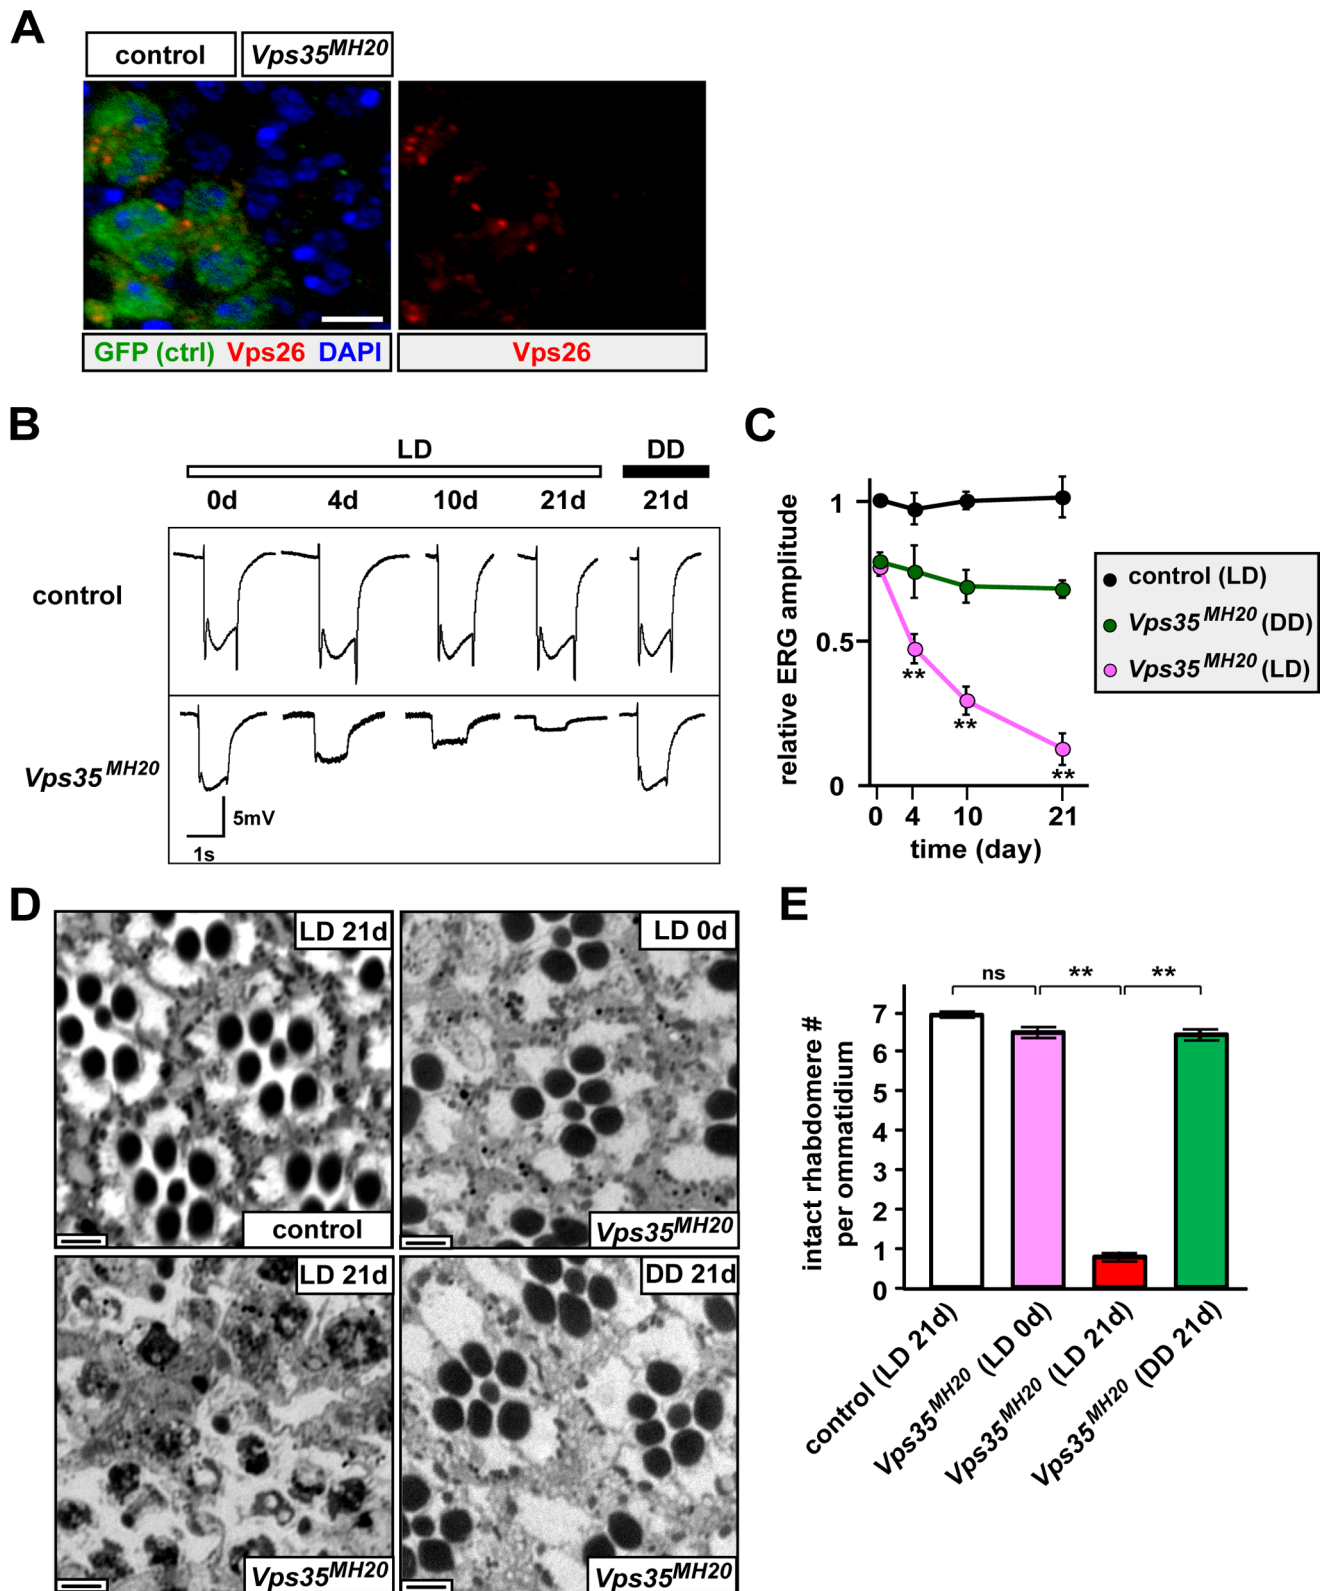 A
control Vps35MH20
GFP (ctrl) Vps26 DAPI Vps26
B
LD DD
0d 4d 10d 21d 21d
control
Vps35MH20
5mV
1s
C
relative ERG amplitude
1
0.5
0
0 4 10 21
time (day)
** ** **
control (LD)
Vps35MH20 (DD)
Vps35MH20 (LD)
D
LD 21d
control
LD 0d
Vps35MH20
LD 21d
Vps35MH20
DD 21d
Vps35MH20
E
intact rhabdomere #
per ommatidium
7
6
5
4
3
2
1
0
ns ** **
control (LD 21d)
Vps35MH20 (LD 0d)
Vps35MH20 (LD 21d)
Vps35MH20 (DD 21d)